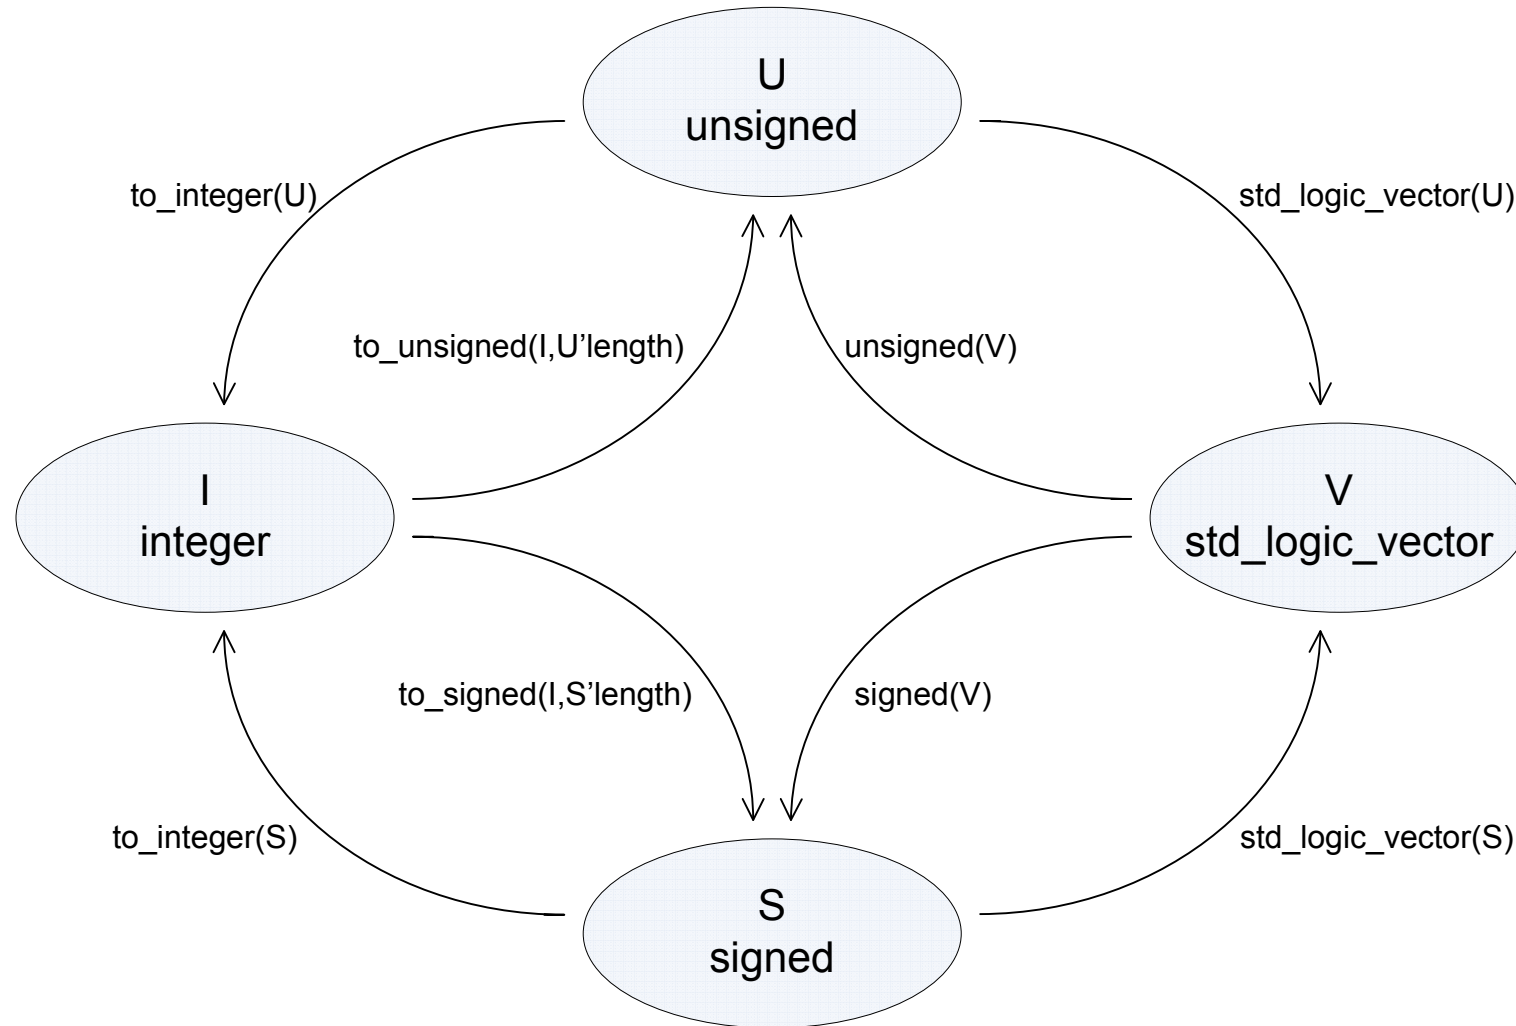 U
unsigned
to_integer(U)
std_logic_vector(U)
to_unsigned(I,U’length)
unsigned(V)
I
integer
V
std_logic_vector
to_signed(I,S’length)
signed(V)
to_integer(S)
std_logic_vector(S)
S
signed